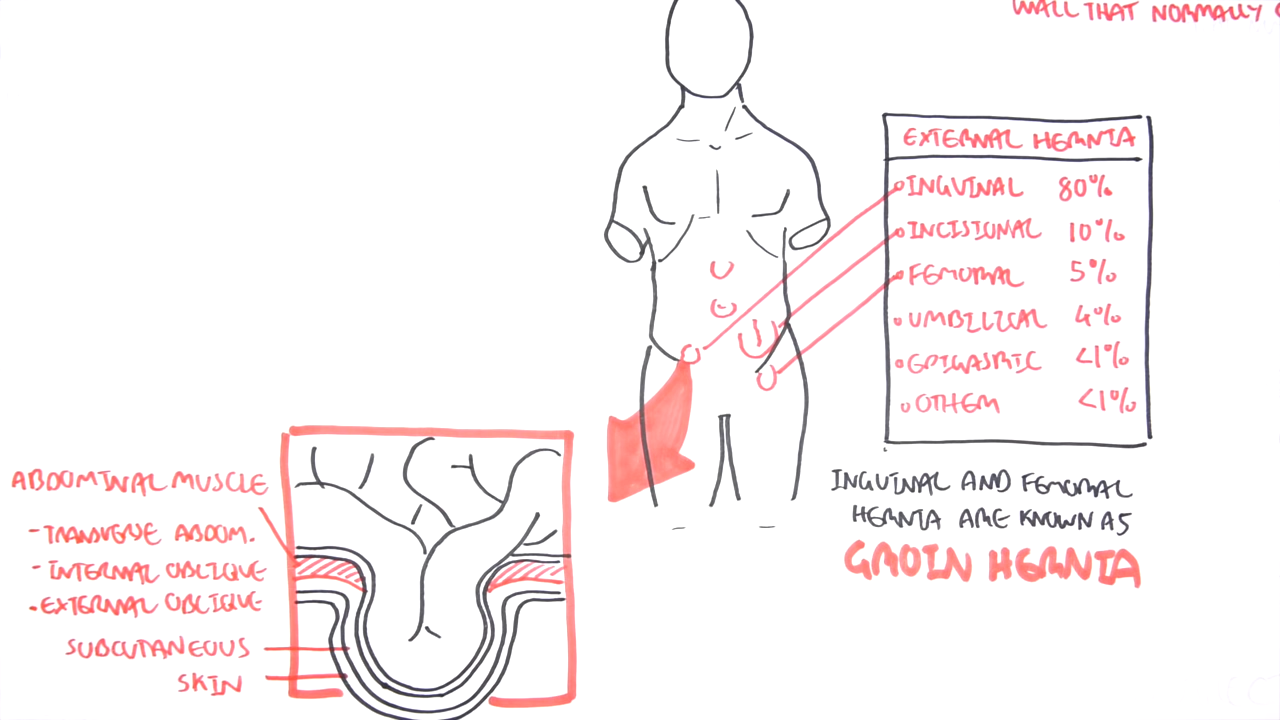 WALL THAT NORMALLY
EXTERNAL HERNIA
INGUINAL 80%
INCISIONAL 10%
FEMORAL 5%
UMBILICAL 4%
EPIGASTRIC <1%
OTHER <1%
INGUINAL AND FEMORAL
HERNIA ARE KNOWN AS
GROIN HERNIA
ABDOMINAL MUSCLE
- TRANSVERSE ABDOM.
- INTERNAL OBLIQUE
- EXTERNAL OBLIQUE
SUBCUTANEOUS
SKIN